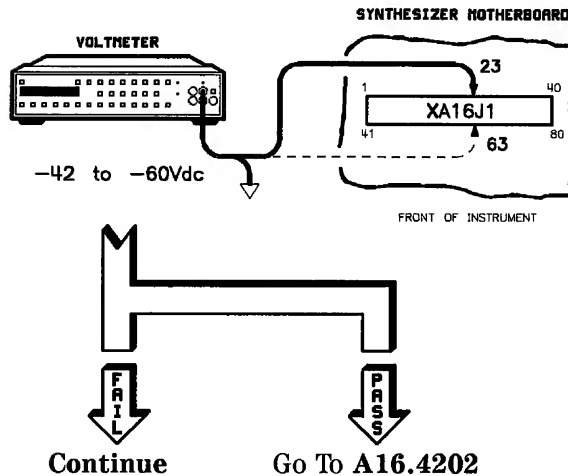 SYNTHESIZER MOTHERBOARD
VOLTMETER
23
1
40
XA16J1
41
80
63
-42 to -60Vdc
FRONT OF INSTRUMENT
FAIL
PASS
Continue
Go To A16.4202